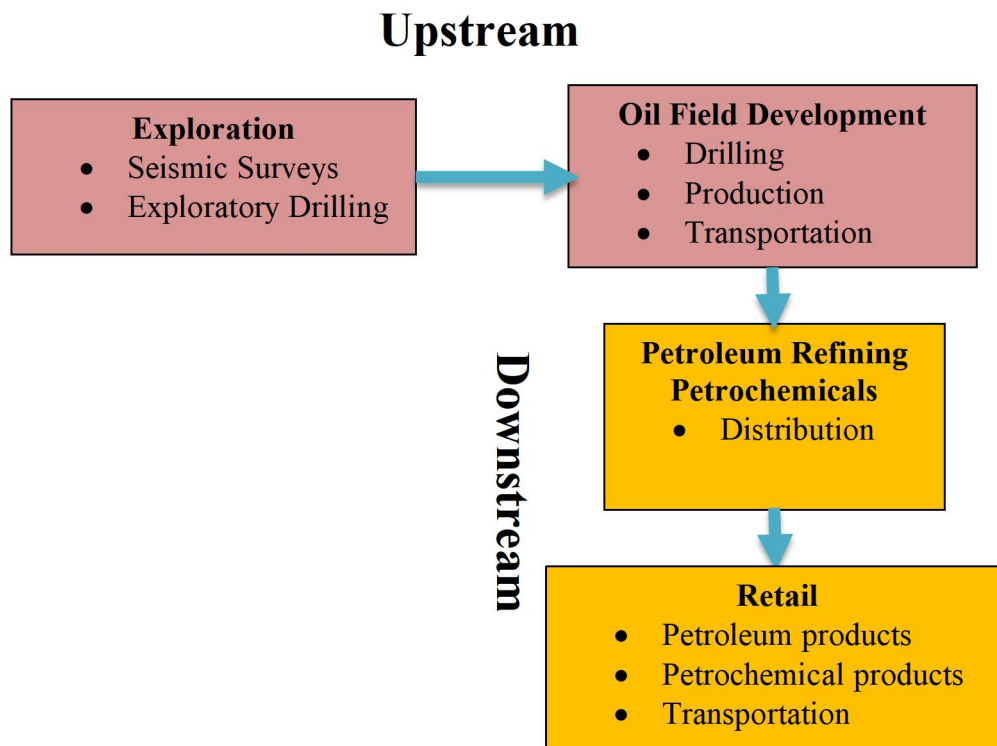 Upstream
Exploration
• Seismic Surveys
• Exploratory Drilling
Oil Field Development
• Drilling
• Production
• Transportation
Downstream
Petroleum Refining
Petrochemicals
• Distribution
Retail
• Petroleum products
• Petrochemical products
• Transportation